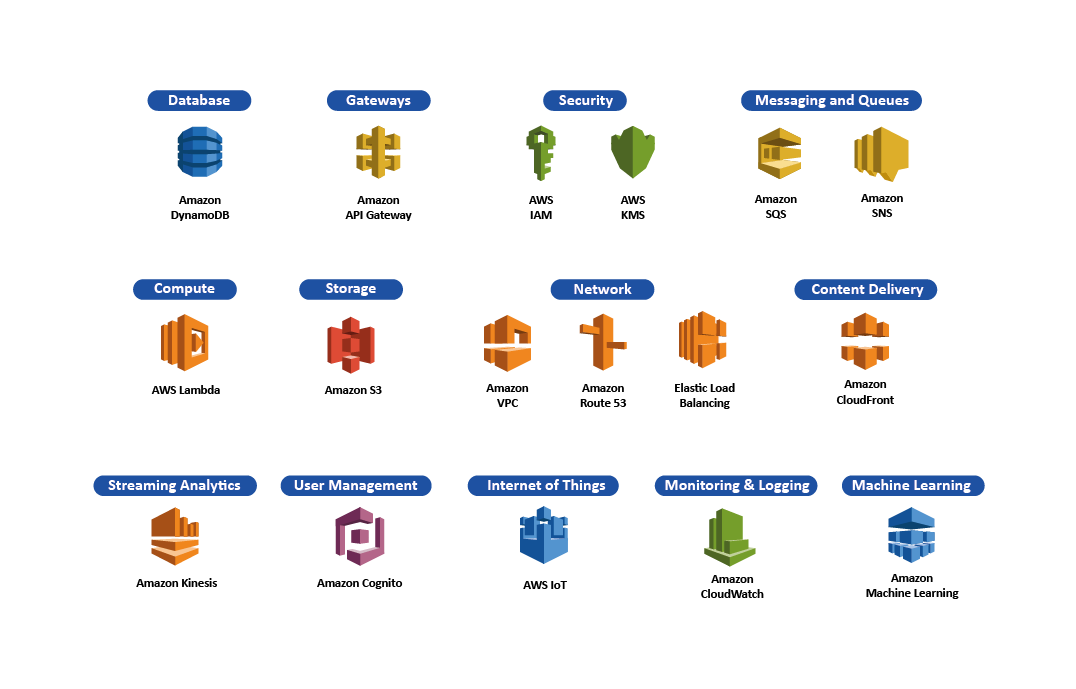 Database
Gateways
Security
Messaging and Queues
Amazon
DynamoDB
Amazon
API Gateway
AWS
IAM
AWS
KMS
Amazon
SQS
Amazon
SNS
Compute
Storage
Network
Content Delivery
AWS Lambda
Amazon S3
Amazon
VPC
Amazon
Route 53
Elastic Load
Balancing
Amazon
CloudFront
Streaming Analytics
User Management
Internet of Things
Monitoring & Logging
Machine Learning
Amazon Kinesis
Amazon Cognito
AWS IoT
Amazon
CloudWatch
Amazon
Machine Learning